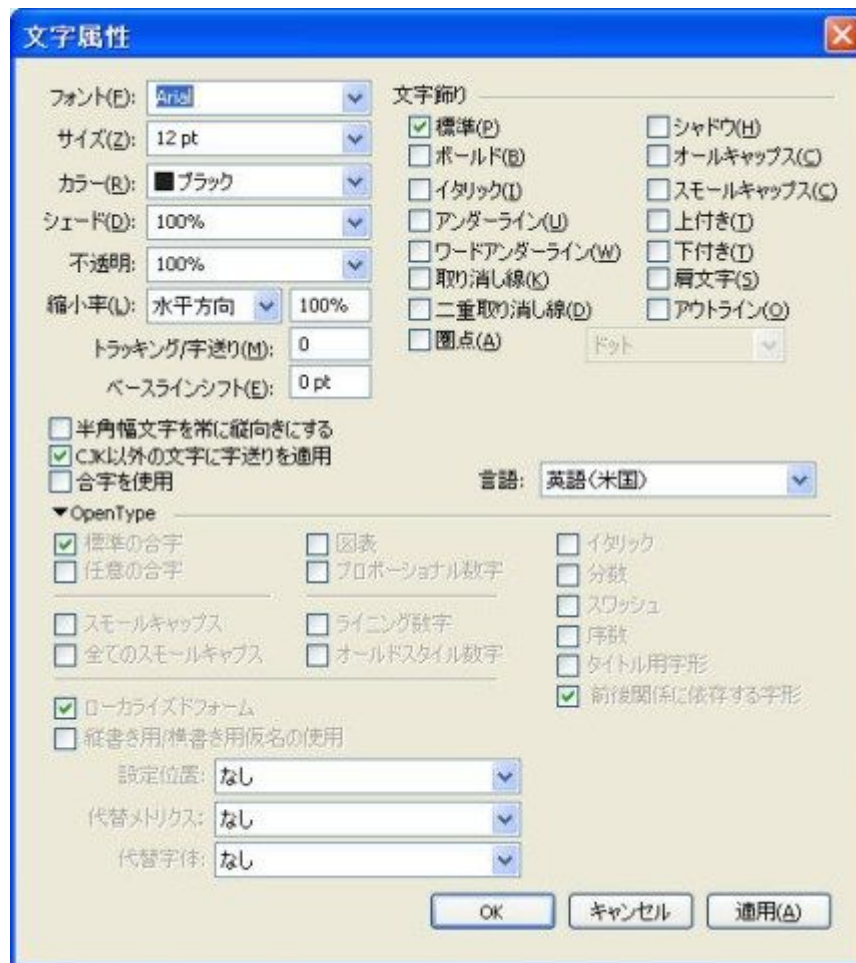 文字属性
フォント(F): Arial
サイズ(Z): 12 pt
カラー(R): ブラック
シェード(D): 100%
不透明: 100%
縮小率(L): 水平方向 100%
トラッキング/字送り(M): 0
ベースラインシフト(E): 0 pt
文字飾り
標準(P)
ボールド(B)
イタリック(I)
アンダーライン(U)
ワードアンダーライン(W)
取り消し線(K)
二重取り消し線(D)
圏点(A) ドット
シャドウ(H)
オールキャップス(C)
スモールキャップス(C)
上付き(T)
下付き(T)
肩文字(S)
アウトライン(O)
半角幅文字を常に縦向きにする
CJK以外の文字に字送りを適用
合字を使用
言語: 英語(米国)
OpenType
標準の合字
任意の合字
図表
プロポーショナル数字
スモールキャップス
全てのスモールキャプス
ライニング数字
オールドスタイル数字
イタリック
分数
スワッシュ
序数
タイトル用字形
前後関係に依存する字形
ローカライズドフォーム
縦書き用/横書き用仮名の使用
設定位置: なし
代替メトリクス: なし
代替字体: なし
OK キャンセル 適用(A)